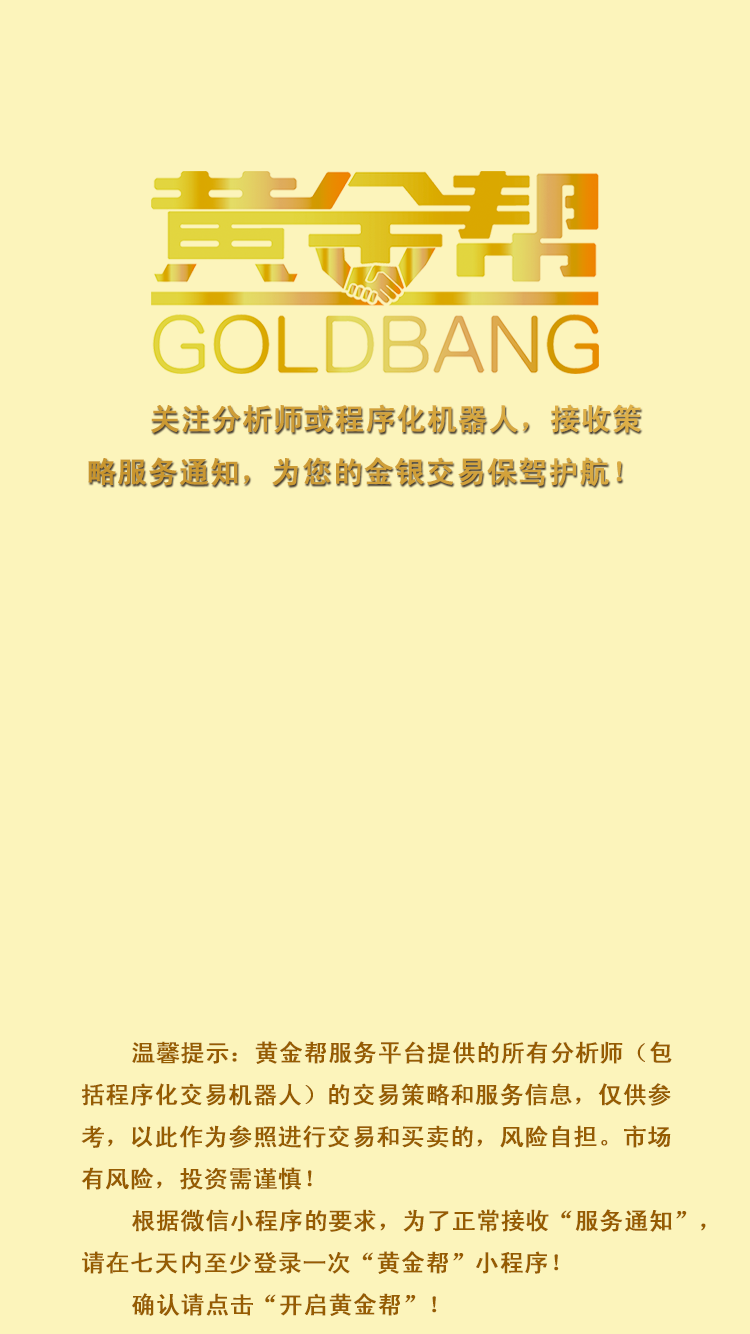 黄金帮
GOLDBANG
关注分析师或程序化机器人，接收策
略服务通知，为您的金银交易保驾护航！
温馨提示：黄金帮服务平台提供的所有分析师（包
括程序化交易机器人）的交易策略和服务信息，仅供参
考，以此作为参照进行交易和买卖的，风险自担。市场
有风险，投资需谨慎！
根据微信小程序的要求，为了正常接收“服务通知”，
请在七天内至少登录一次“黄金帮”小程序！
确认请点击“开启黄金帮”！